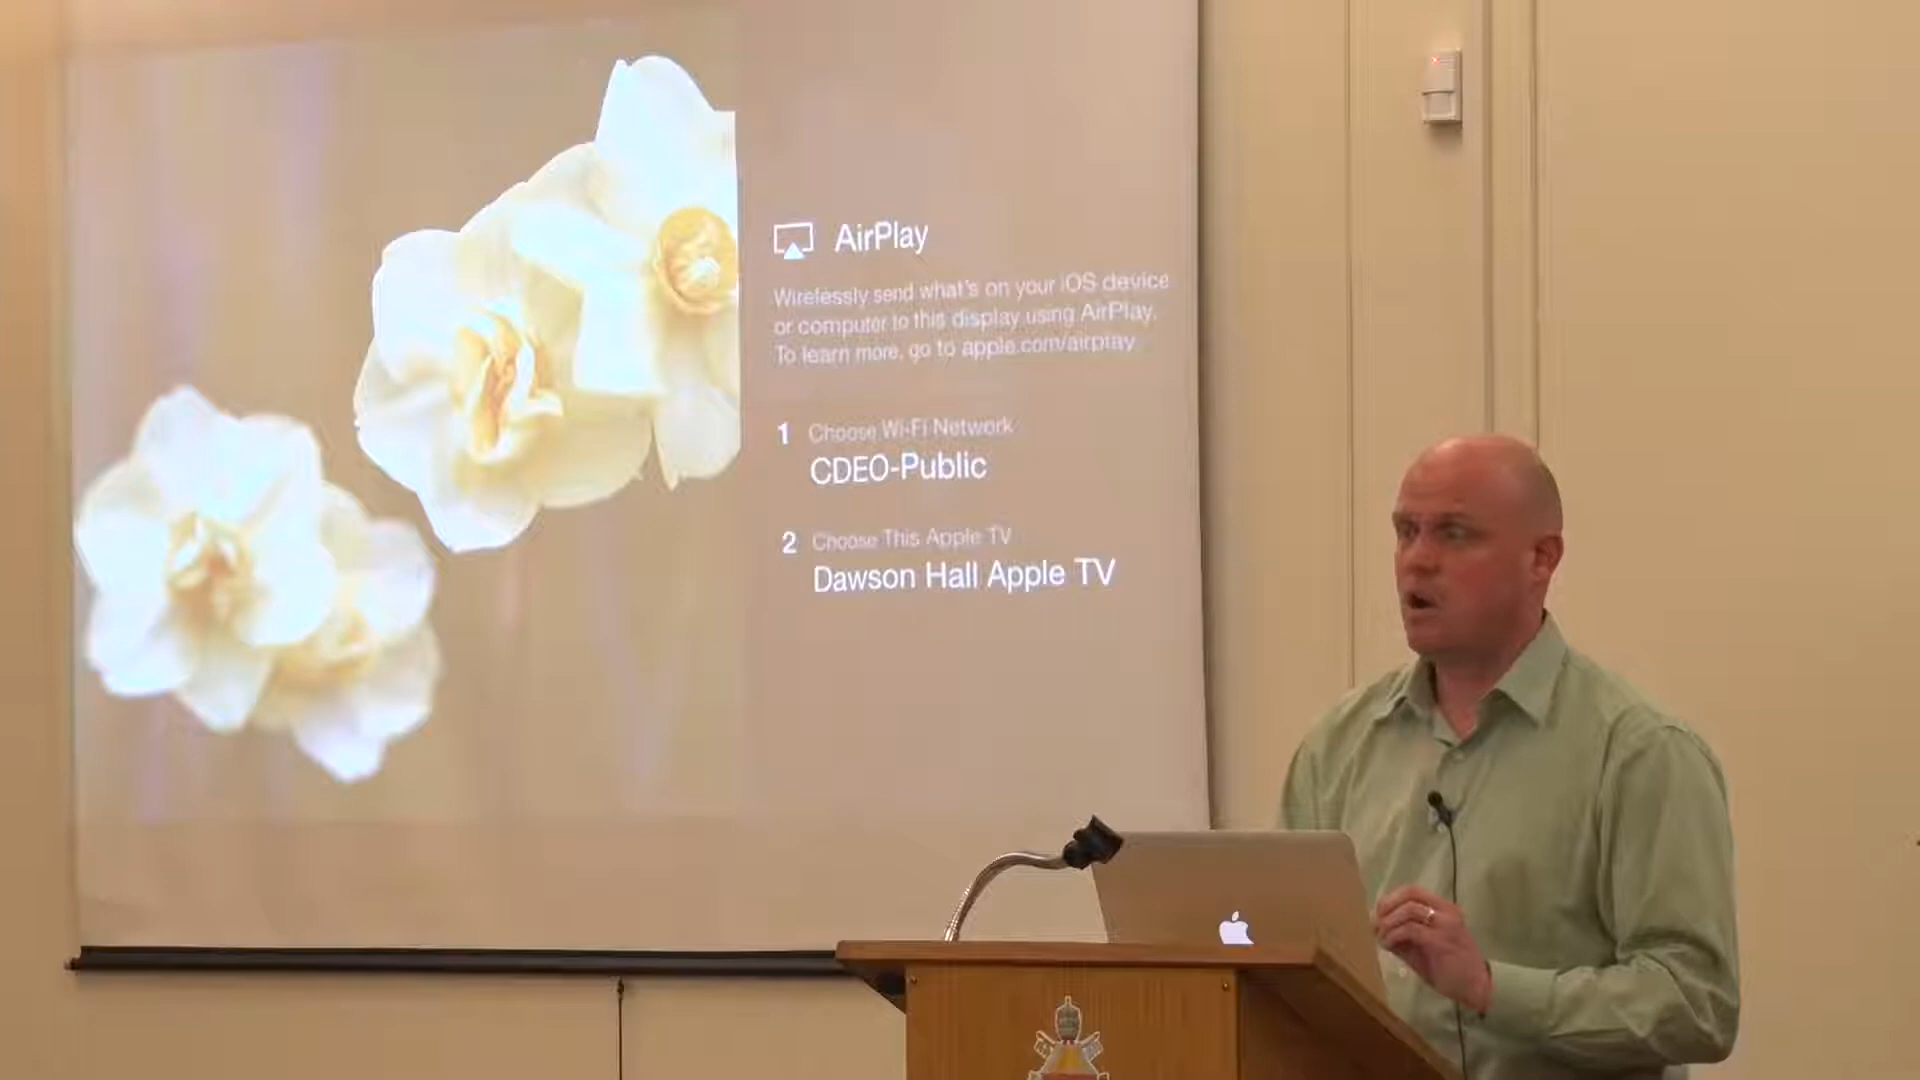 AirPlay
Wirelessly send what's on your iOS device
or computer to this display using AirPlay.
To learn more, go to apple.com/airplay
1 Choose Wi-Fi Network
CDEO-Public
2 Choose This Apple TV
Dawson Hall Apple TV